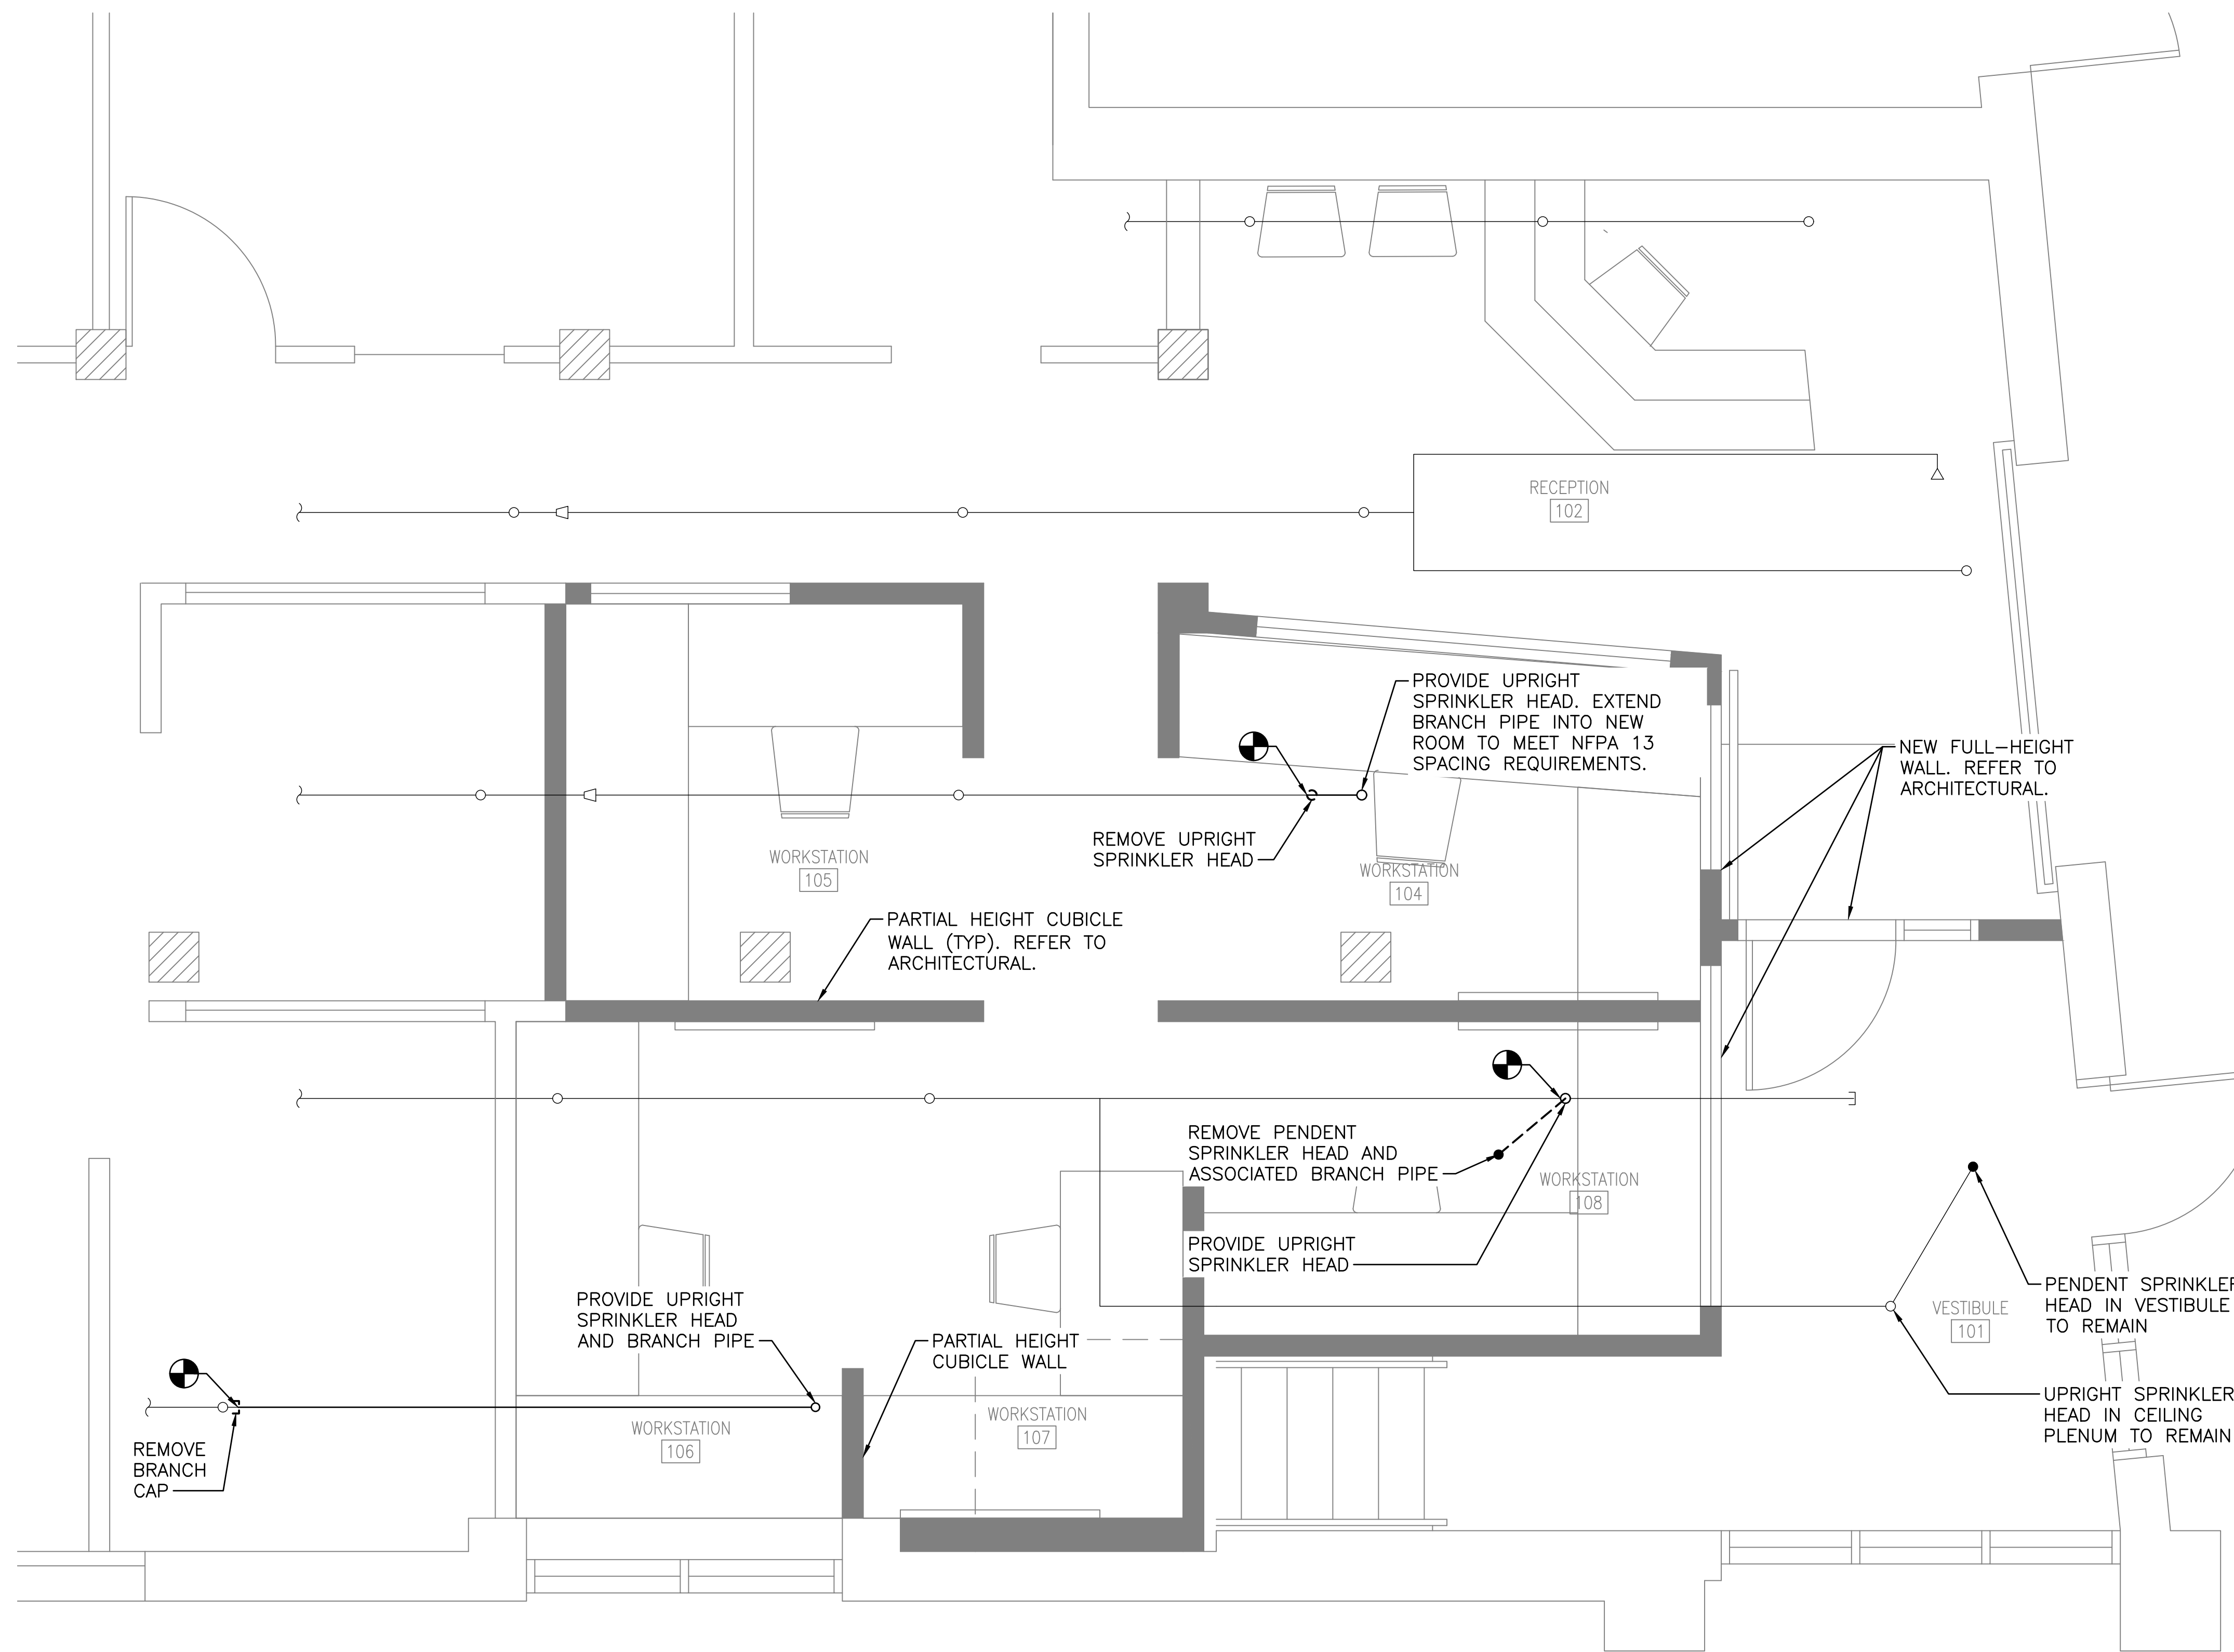 RECEPTION
102
PROVIDE UPRIGHT
SPRINKLER HEAD. EXTEND
BRANCH PIPE INTO NEW
ROOM TO MEET NFPA 13
SPACING REQUIREMENTS.
NEW FULL-HEIGHT
WALL. REFER TO
ARCHITECTURAL.
REMOVE UPRIGHT
SPRINKLER HEAD
WORKSTATION
105
WORKSTATION
104
PARTIAL HEIGHT CUBICLE
WALL (TYP). REFER TO
ARCHITECTURAL.
REMOVE PENDENT
SPRINKLER HEAD AND
ASSOCIATED BRANCH PIPE
WORKSTATION
108
PROVIDE UPRIGHT
SPRINKLER HEAD
PENDENT SPRINKLER
HEAD IN VESTIBULE
TO REMAIN
VESTIBULE
101
PROVIDE UPRIGHT
SPRINKLER HEAD
AND BRANCH PIPE
PARTIAL HEIGHT
CUBICLE WALL
UPRIGHT SPRINKLER
HEAD IN CEILING
PLENUM TO REMAIN
WORKSTATION
106
WORKSTATION
107
REMOVE
BRANCH
CAP